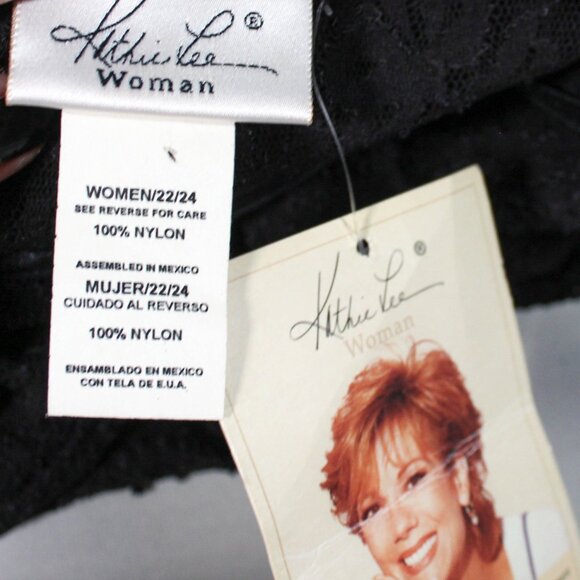 Kathie Lee ®
Woman
WOMEN/22/24
SEE REVERSE FOR CARE
100% NYLON
ASSEMBLED IN MEXICO
MUJER/22/24
CUIDADO AL REVERSO
100% NYLON
ENSAMBLADO EN MEXICO
CON TELA DE E.U.A.
Kathie Lee ®
Woman